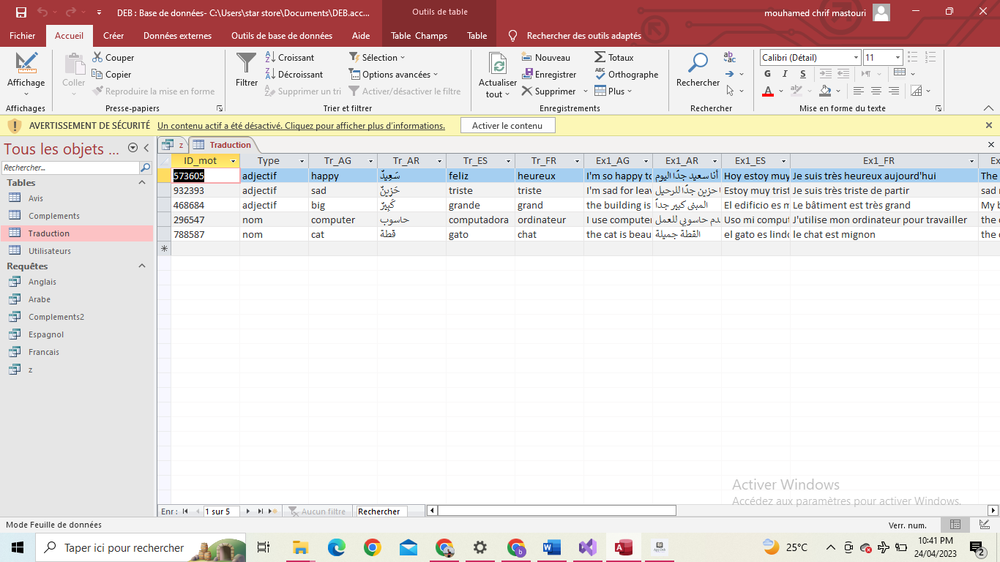 DEB : Base de données- C:\Users\star store\Documents\DEB.acc... Outils de table mouhamed chrif mastouri
Fichier Accueil Créer Données externes Outils de base de données Aide Table Champs Table Rechercher des outils adaptés
Affichage
Affichages
Coller
Couper
Copier
Reproduire la mise en forme
Presse-papiers
Filtrer
Croissant
Décroissant
Supprimer un tri
Sélection
Options avancées
Activer/désactiver le filtre
Trier et filtrer
Actualiser
tout
Nouveau
Enregistrer
Supprimer
Totaux
Orthographe
Plus
Enregistrements
Rechercher
Rechercher
Calibri (Détail) 11
G I S
Mise en forme du texte
AVERTISSEMENT DE SÉCURITÉ Un contenu actif a été désactivé. Cliquez pour afficher plus d'informations. Activer le contenu
Tous les objets ...
Rechercher...
Tables
Avis
Complements
Traduction
Utilisateurs
Requêtes
Anglais
Arabe
Complements2
Espagnol
Francais
z
z Traduction
ID_mot Type Tr_AG Tr_AR Tr_ES Tr_FR Ex1_AG Ex1_AR Ex1_ES Ex1_FR Ex
573605 adjectif happy سَعِيدٌ feliz heureux I'm so happy to أنا سعيد جدًا اليوم Hoy estoy muy Je suis très heureux aujourd'hui The
932393 adjectif sad حَزِينٌ triste triste I'm sad for leav حزين جدًا للرحيل Estoy muy trist Je suis très triste de partir sad
468684 adjectif big كَبِيرٌ grande grand the building is المبنى كبير جداً El edificio es m Le bâtiment est très grand My b
296547 nom computer حاسوب computadora ordinateur I use computer دم حاسوبي للعمل Uso mi comput J'utilise mon ordinateur pour travailler the
788587 nom cat قطة gato chat the cat is beau القطة جميلة el gato es lindo le chat est mignon the
Enr : 1 sur 5 Aucun filtre Rechercher
Activer Windows
Accédez aux paramètres pour activer Windows.
Mode Feuille de données Verr. num.
Taper ici pour rechercher 25°C 10:41 PM
24/04/2023 2